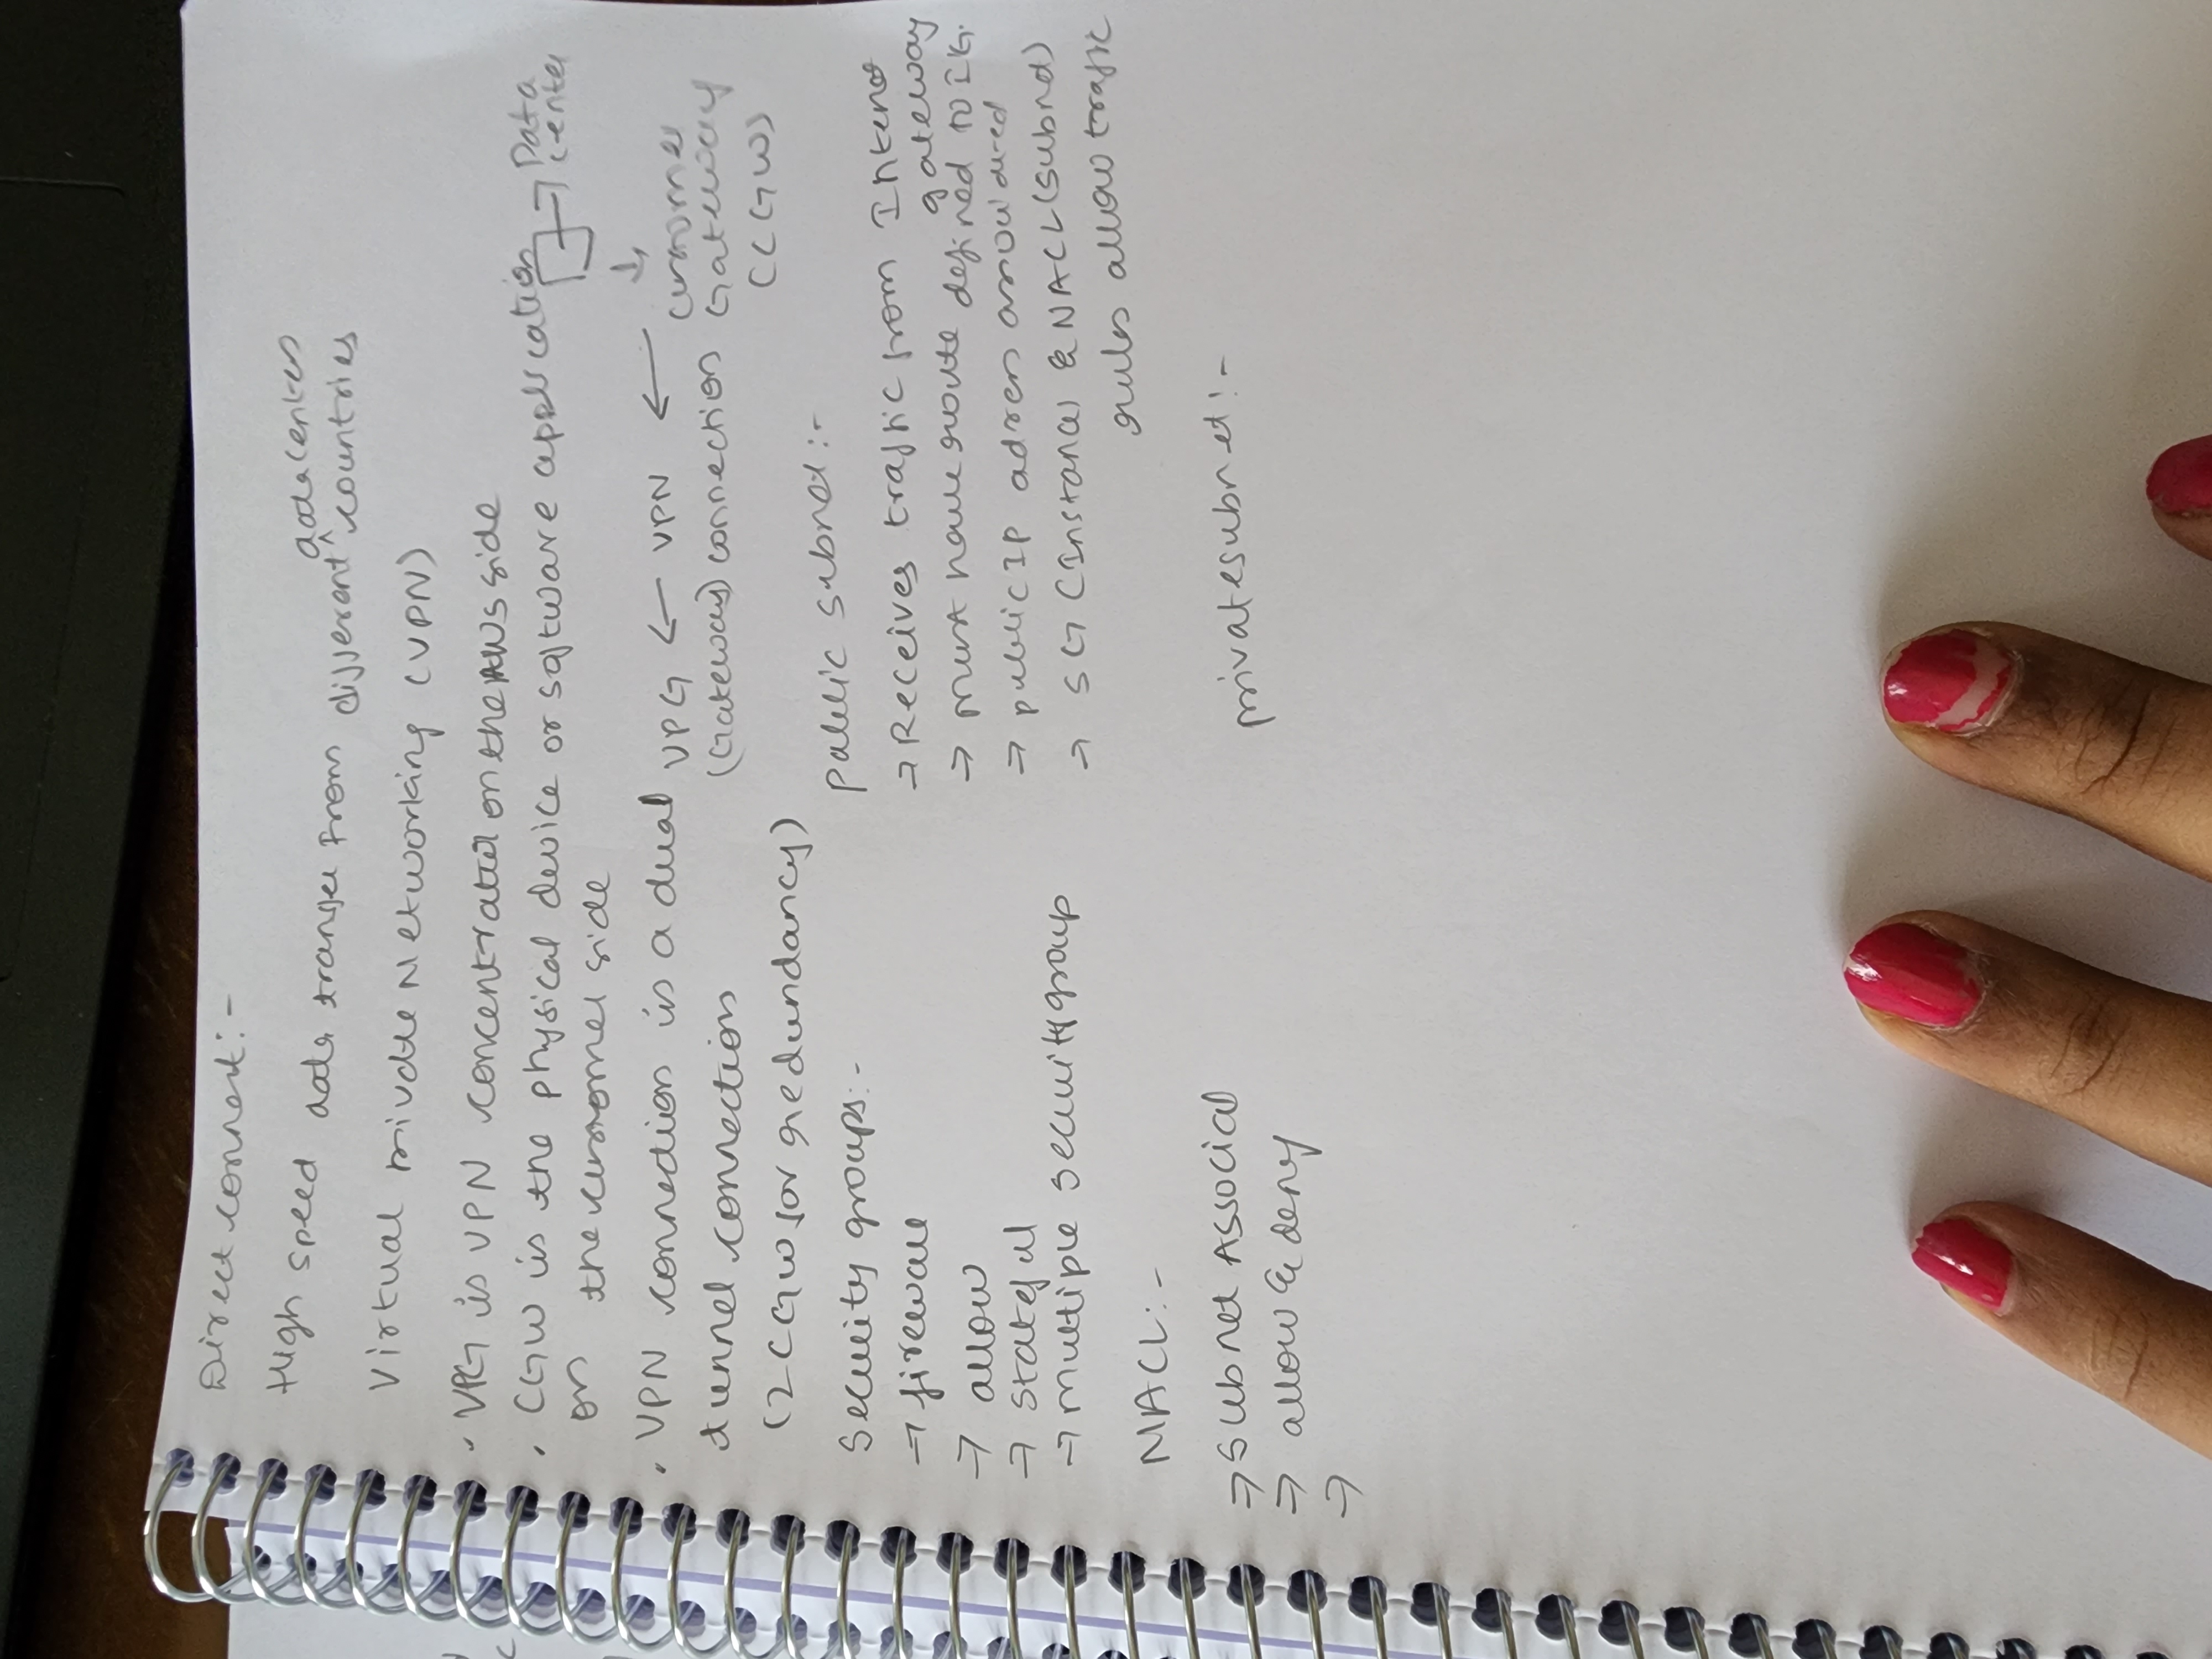 Direct connect:-
datacenters
High speed data transfer From different ^ countries
Virtual private Networking (VPN)
. VPG is VPN concentrator on the AWS side
. CGW is the physical device or software application
on the customer side
→ Data
center
. VPN connection is a dual
tunnel connection
(2 CGW for redundancy)
↓
VPG ← VPN ←
customer
(Gateway) connection Gateway
(CGW)
Security groups:-
→ firewall
→ allow
→ stateful
→ Multiple security group
NACL:-
→ Subnet Associal
→ allow & deny
→
public subnet:-
→ Receives traffic from Internet
gateway
→ Must have route defined to IG.
→ public IP adress
→ SG (Instance) & NACL (subnet)
rules allow traffic
private subnet:-